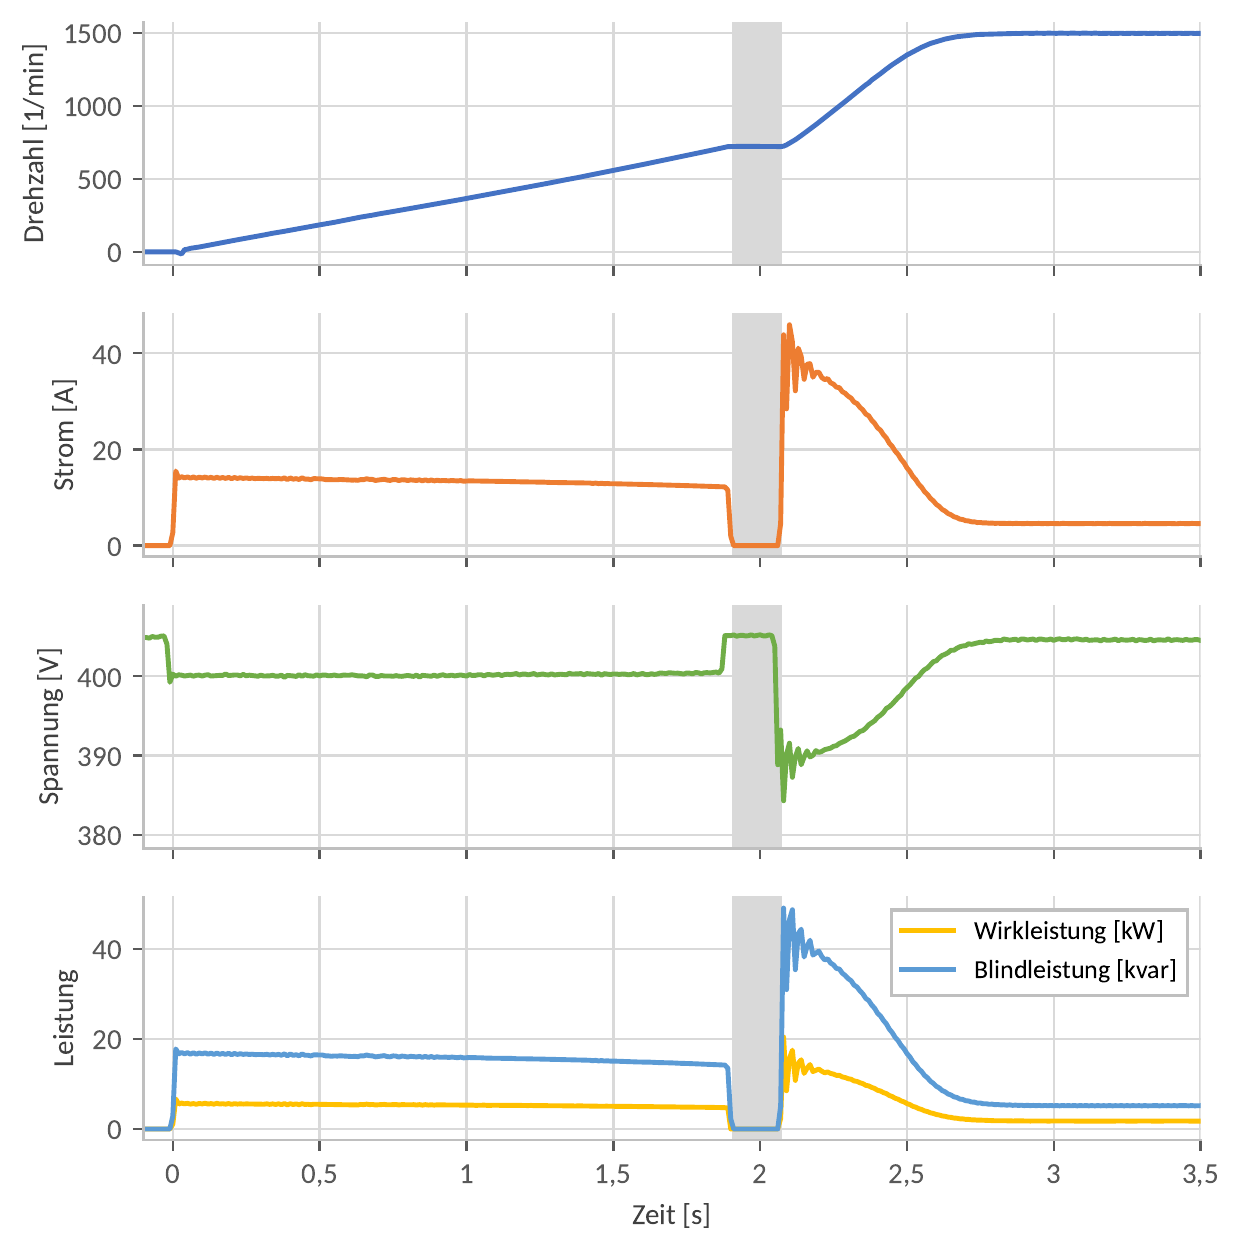 Drehzahl [1/min]
1500
1000
500
0
Strom [A]
40
20
0
Spannung [V]
400
390
380
Leistung
40
20
0
Wirkleistung [kW]
Blindleistung [kvar]
0 0,5 1 1,5 2 2,5 3 3,5
Zeit [s]